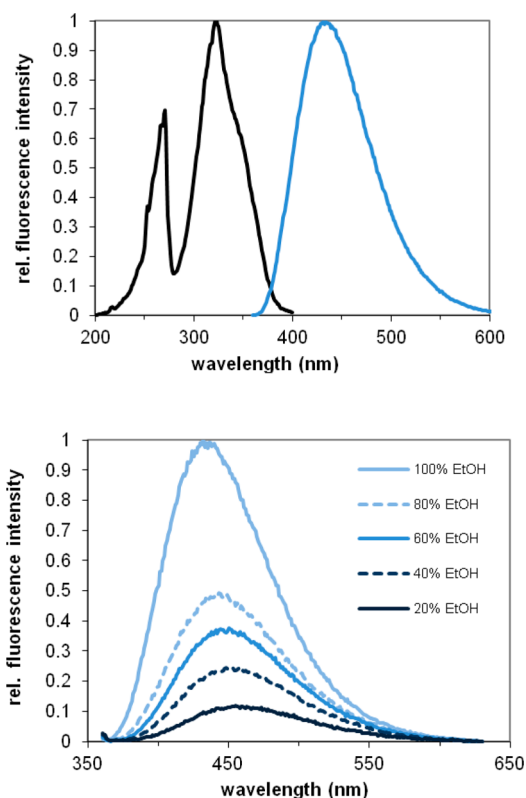 rel. fluorescence intensity
1
0.9
0.8
0.7
0.6
0.5
0.4
0.3
0.2
0.1
0
200 300 400 500 600
wavelength (nm)
rel. fluorescence intensity
1
0.9
0.8
0.7
0.6
0.5
0.4
0.3
0.2
0.1
0
100% EtOH
80% EtOH
60% EtOH
40% EtOH
20% EtOH
350 450 550 650
wavelength (nm)